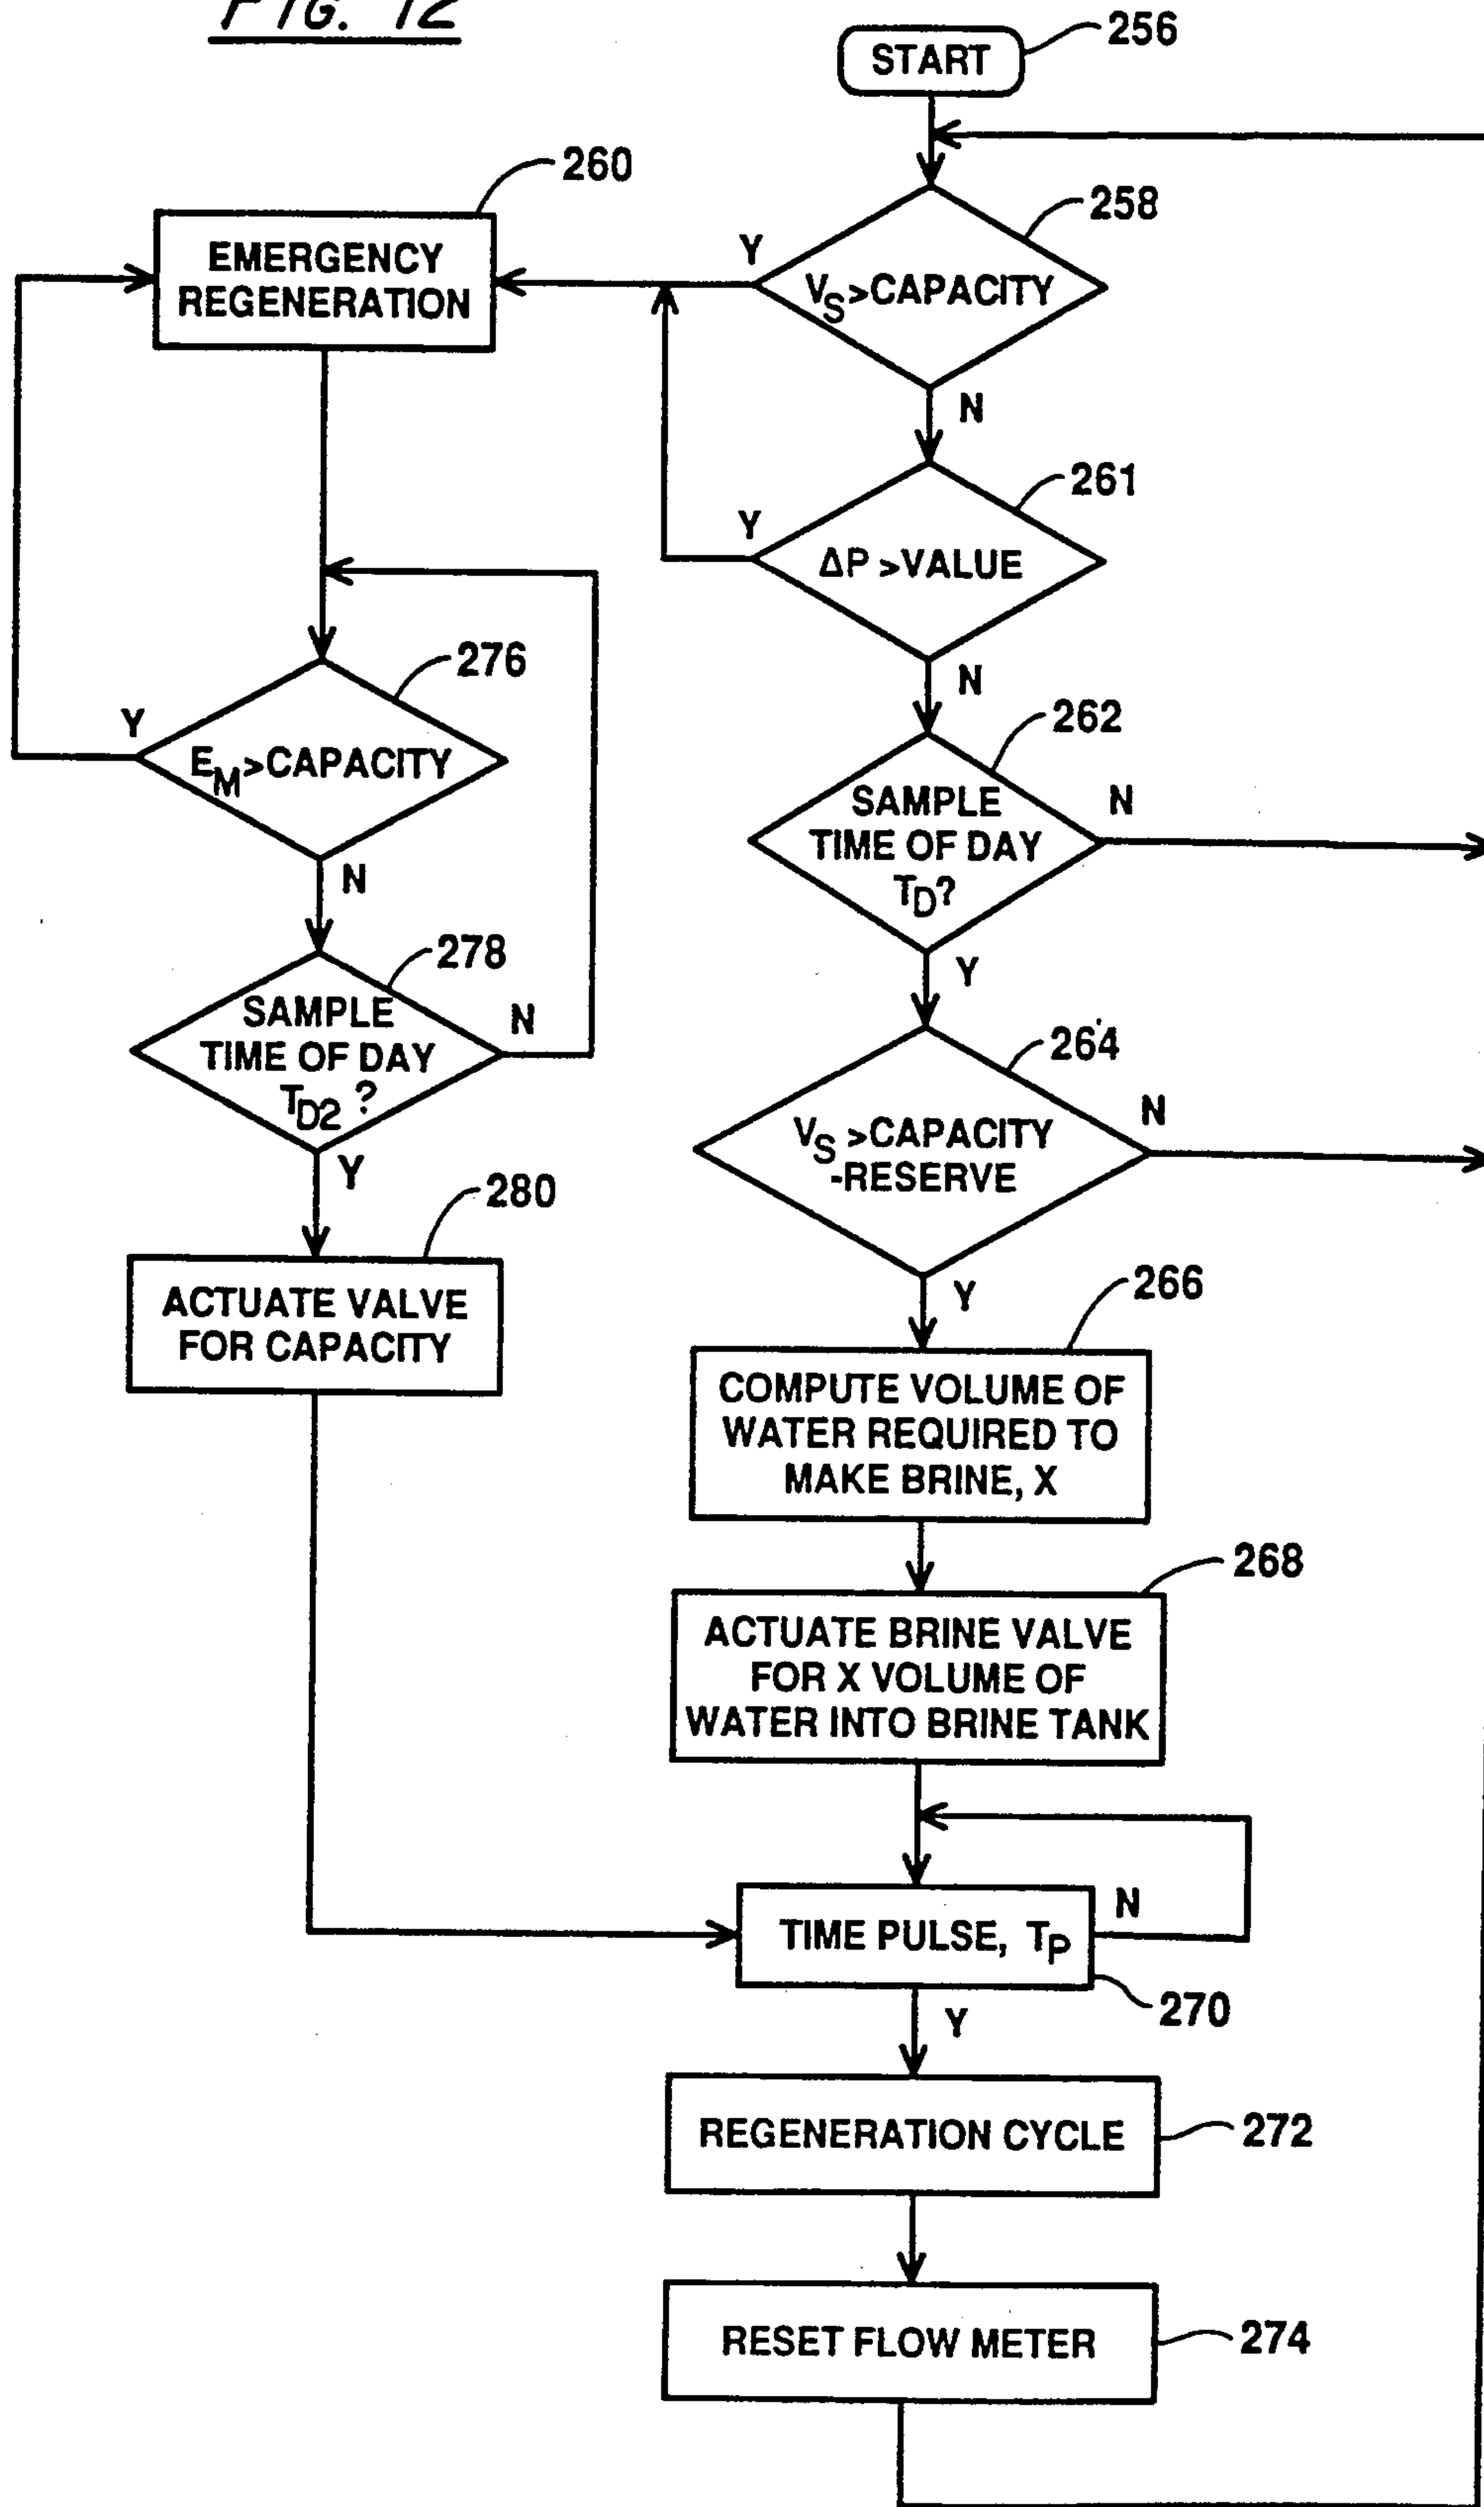 FIG. 12
START
256
260
EMERGENCY
REGENERATION
258
Y
VS>CAPACITY
N
261
Y
ΔP >VALUE
N
276
Y
EM>CAPACITY
N
262
SAMPLE
TIME OF DAY
TD?
N
Y
278
SAMPLE
TIME OF DAY
TD2 ?
N
Y
264
VS >CAPACITY
-RESERVE
N
Y
280
ACTUATE VALVE
FOR CAPACITY
266
COMPUTE VOLUME OF
WATER REQUIRED TO
MAKE BRINE, X
268
ACTUATE BRINE VALVE
FOR X VOLUME OF
WATER INTO BRINE TANK
TIME PULSE, TP
N
270
Y
REGENERATION CYCLE
272
RESET FLOW METER
274